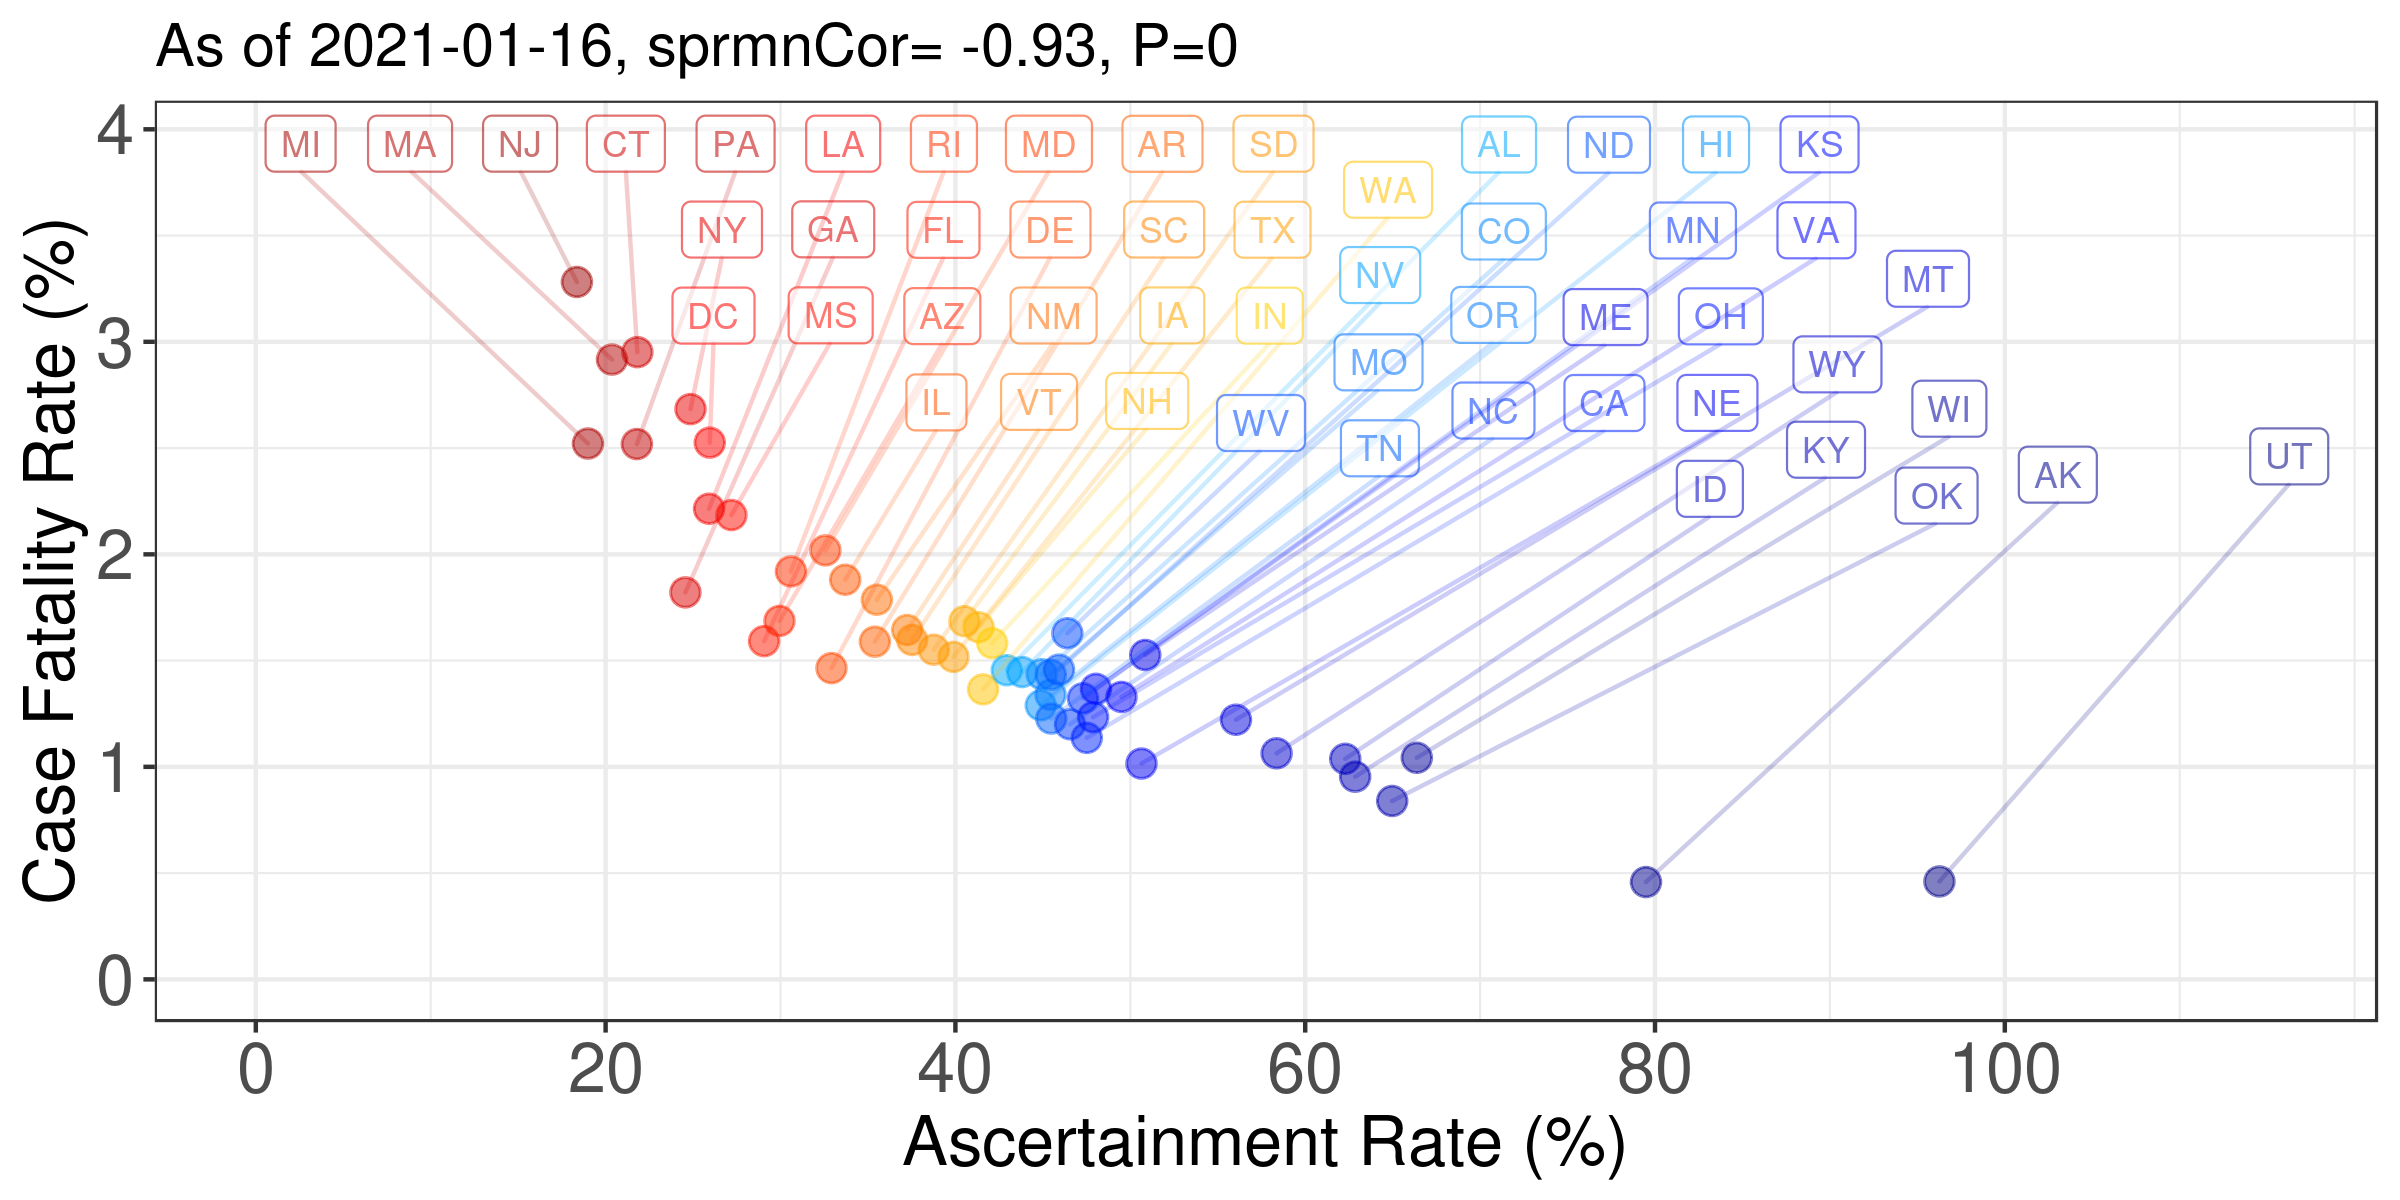 As of 2021-01-16, sprmnCor= -0.93, P=0
Case Fatality Rate (%)
4
3
2
1
0
MI MA NJ CT PA LA RI MD AR SD AL ND HI KS
WA
NY GA FL DE SC TX CO MN VA
NV MT
DC MS AZ NM IA IN OR ME OH
MO WY
IL VT NH WV NC CA NE WI
TN KY UT
ID OK AK
0 20 40 60 80 100
Ascertainment Rate (%)